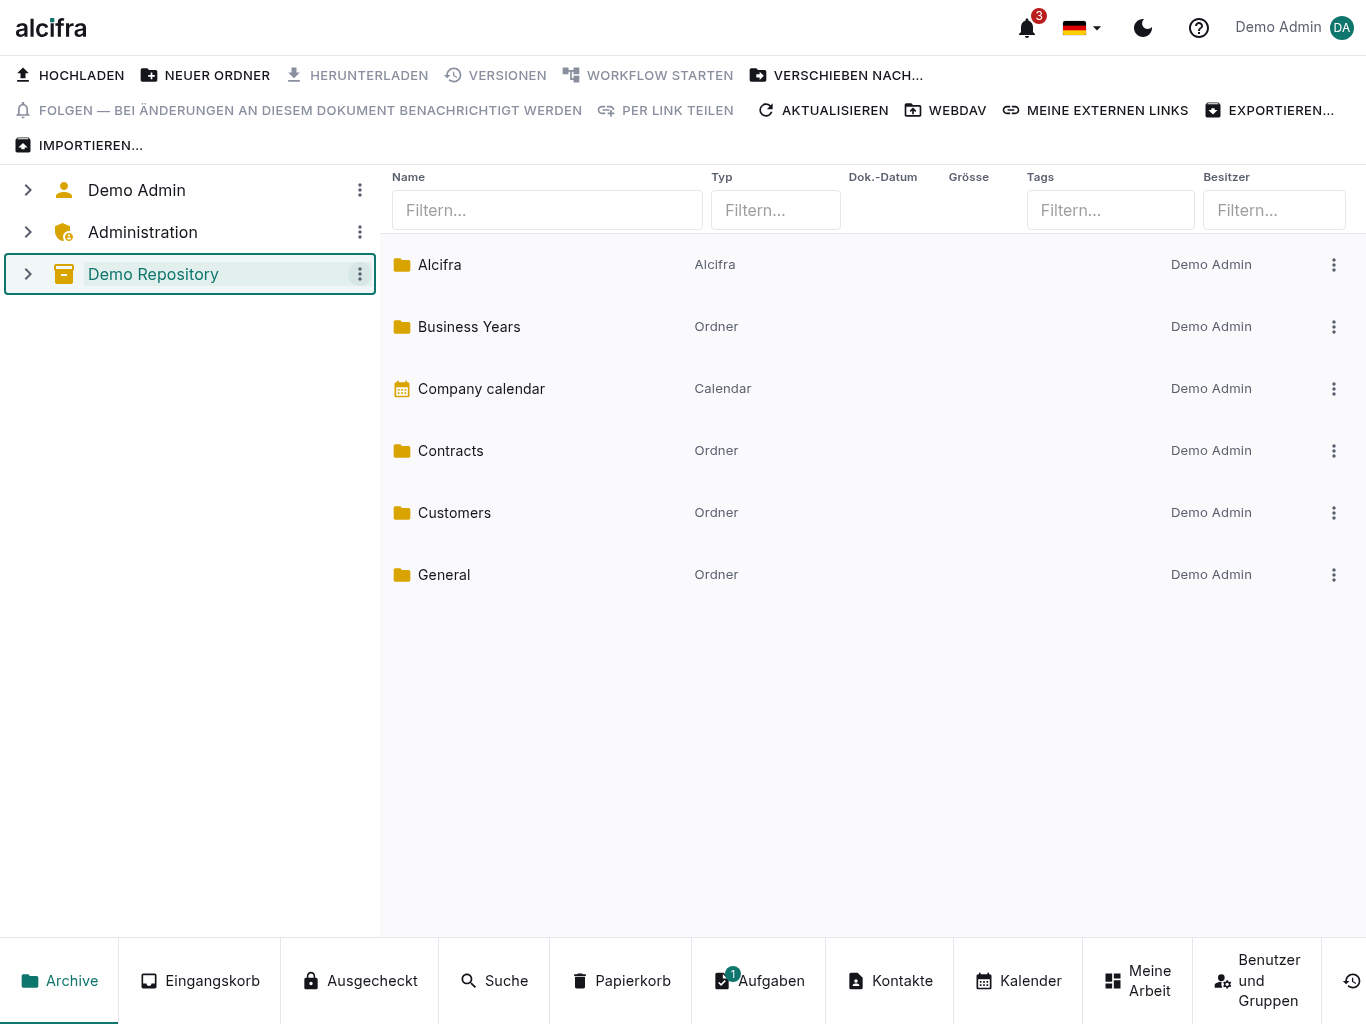 alcifra
3
Demo Admin
DA
HOCHLADEN
NEUER ORDNER
HERUNTERLADEN
VERSIONEN
WORKFLOW STARTEN
VERSCHIEBEN NACH...
FOLGEN — BEI ÄNDERUNGEN AN DIESEM DOKUMENT BENACHRICHTIGT WERDEN
PER LINK TEILEN
AKTUALISIEREN
WEBDAV
MEINE EXTERNEN LINKS
EXPORTIEREN...
IMPORTIEREN...
Demo Admin
Administration
Demo Repository
Name
Typ
Dok.-Datum
Grösse
Tags
Besitzer
Filtern...
Filtern...
Filtern...
Filtern...
Alcifra
Alcifra
Demo Admin
Business Years
Ordner
Demo Admin
Company calendar
Calendar
Demo Admin
Contracts
Ordner
Demo Admin
Customers
Ordner
Demo Admin
General
Ordner
Demo Admin
Archive
Eingangskorb
Ausgecheckt
Suche
Papierkorb
1
Aufgaben
Kontakte
Kalender
Meine
Arbeit
Benutzer
und
Gruppen